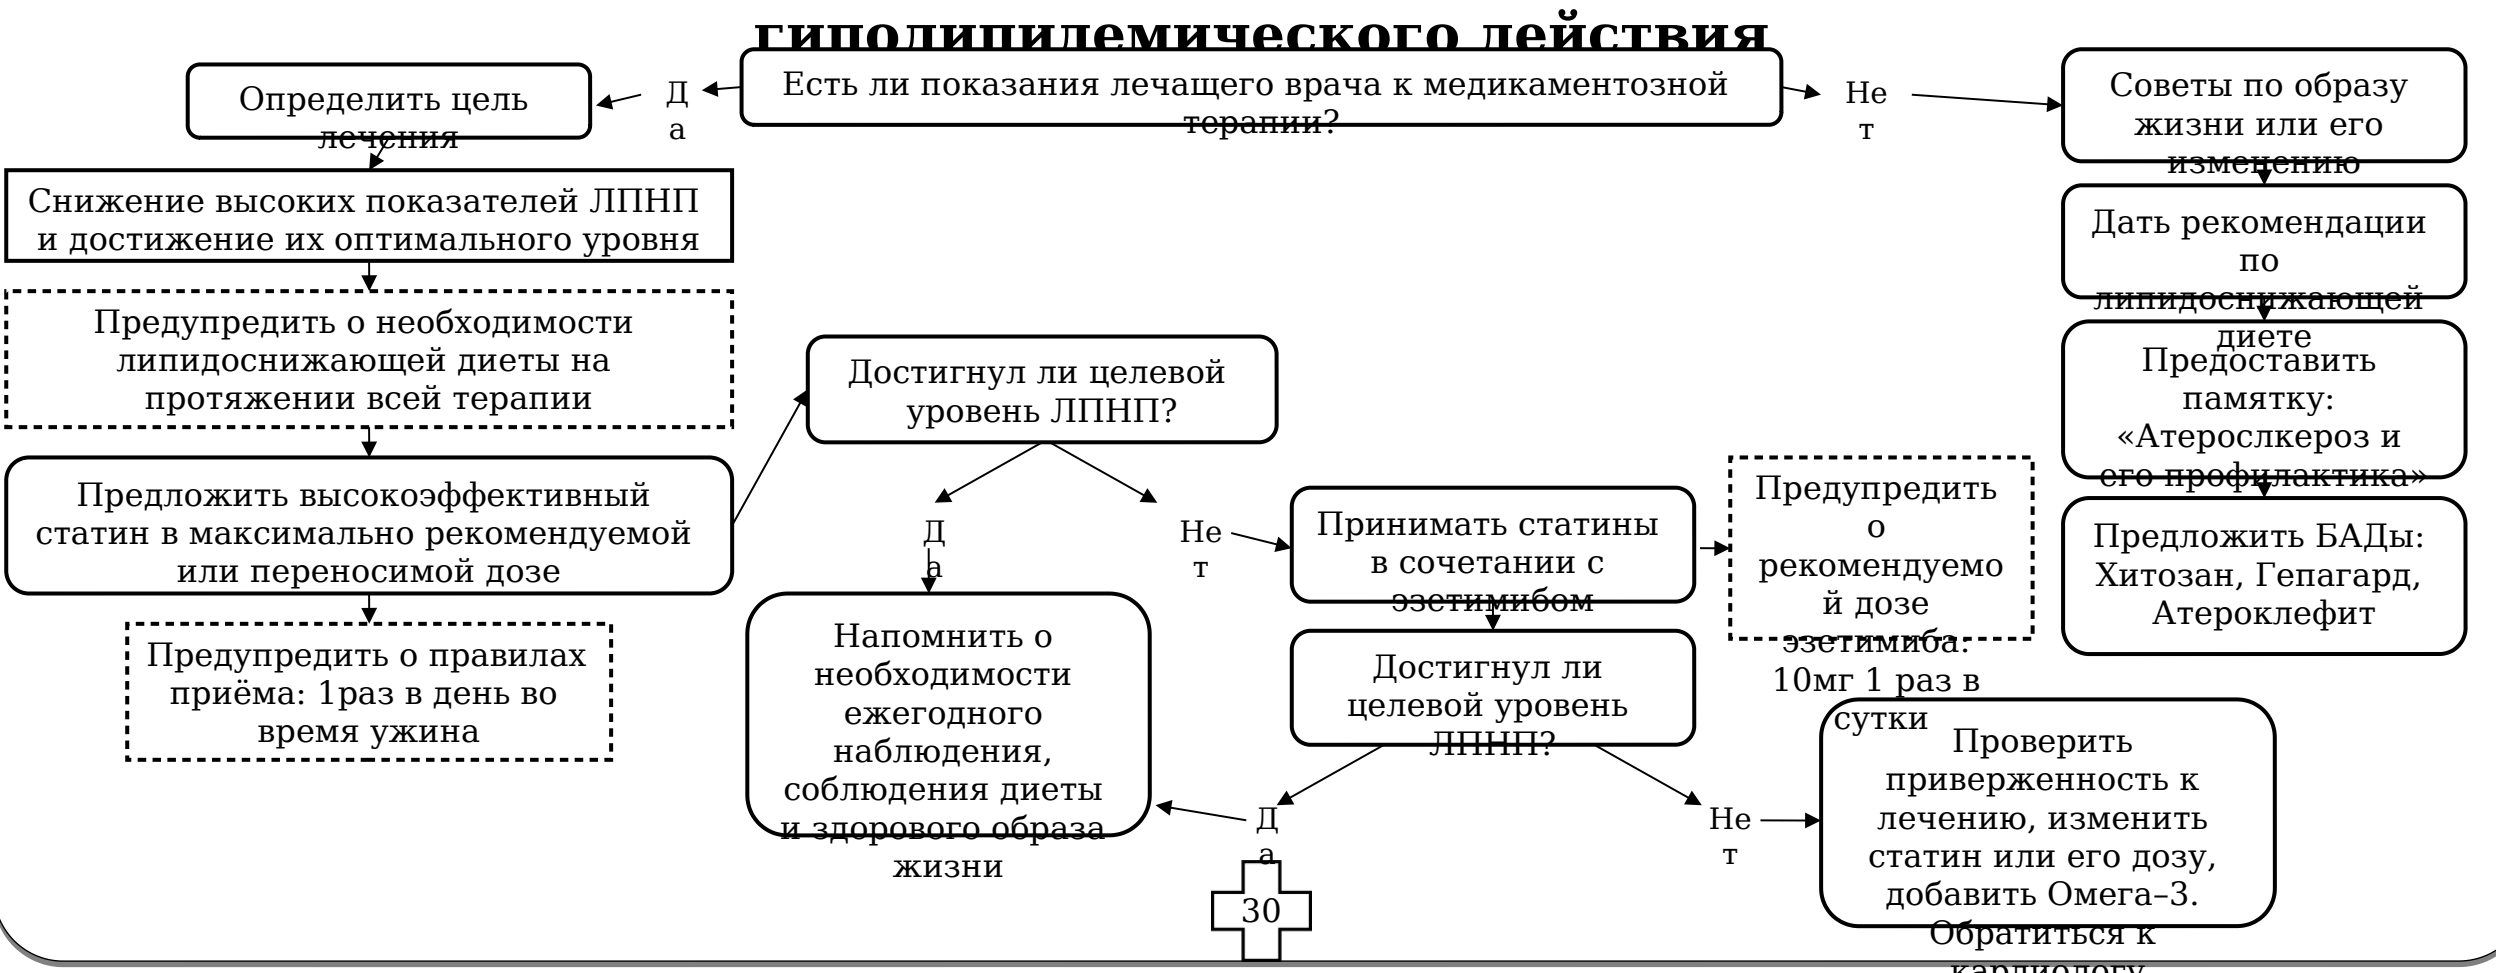 гиполипидемического действия
Есть ли показания лечащего врача к медикаментозной
терапии?
Д
а
Определить цель
лечения
Снижение высоких показателей ЛПНП
и достижение их оптимального уровня
Предупредить о необходимости
липидоснижающей диеты на
протяжении всей терапии
Предложить высокоэффективный
статин в максимально рекомендуемой
или переносимой дозе
Предупредить о правилах
приёма: 1раз в день во
время ужина
Достигнул ли целевой
уровень ЛПНП?
Д
а
Напомнить о
необходимости
ежегодного
наблюдения,
соблюдения диеты
и здорового образа
жизни
Не
т
Принимать статины
в сочетании с
эзетимибом
Предупредить
о
рекомендуемо
й дозе
эзетимиба:
10мг 1 раз в
сутки
Достигнул ли
целевой уровень
ЛПНП?
Д
а
Не
т
Проверить
приверженность к
лечению, изменить
статин или его дозу,
добавить Омега–3.
Обратиться к
кардиологу
Не
т
Советы по образу
жизни или его
изменению
Дать рекомендации
по
липидоснижающей
диете
Предоставить
памятку:
«Атерослкероз и
его профилактика»
Предложить БАДы:
Хитозан, Гепагард,
Атероклефит
30